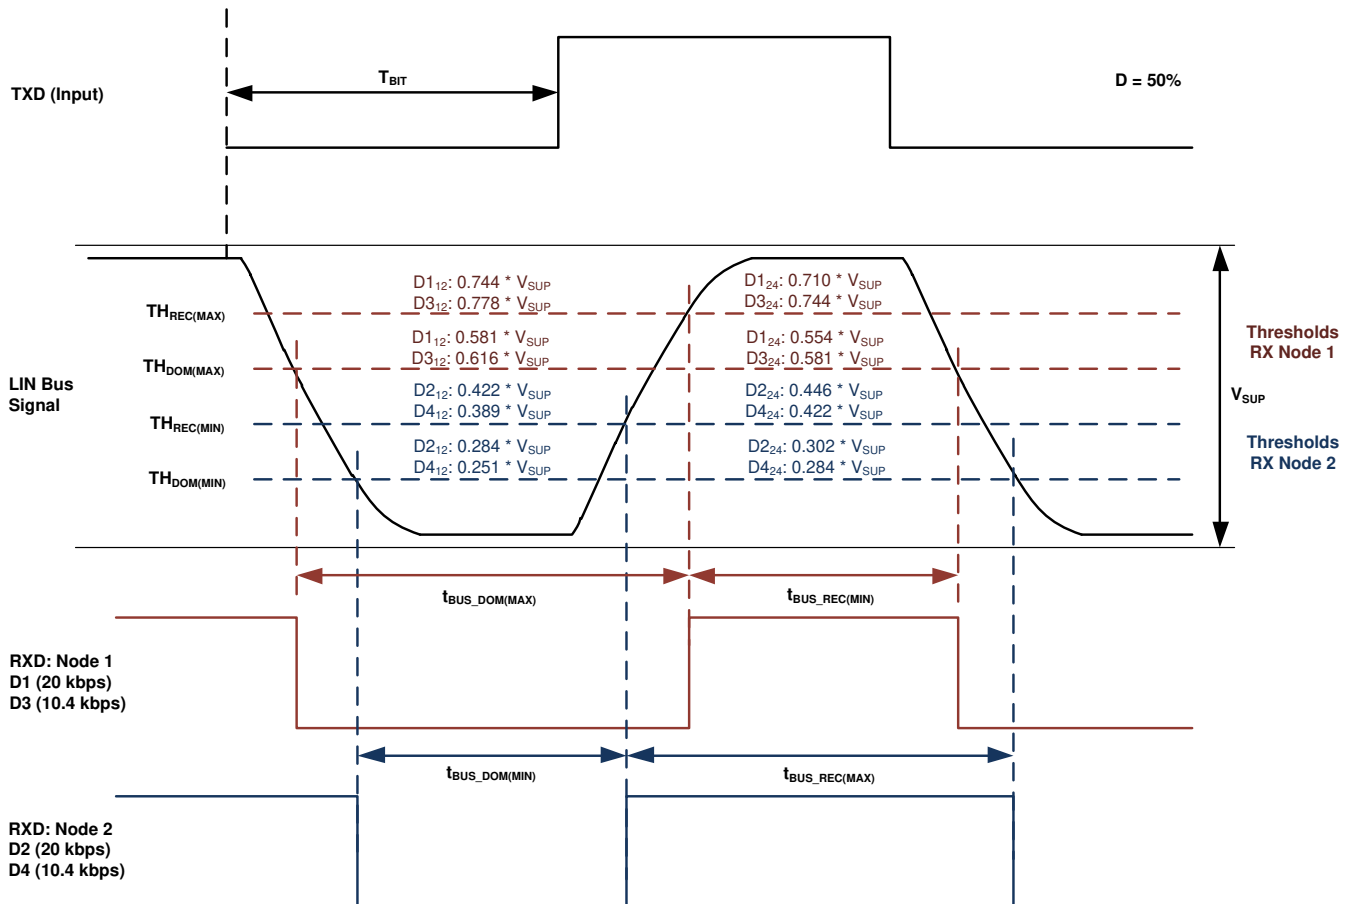 T_BIT
TXD (Input)
D = 50%
D1₁₂: 0.744 * V_SUP
D3₁₂: 0.778 * V_SUP
D1₂₄: 0.710 * V_SUP
D3₂₄: 0.744 * V_SUP
TH_REC(MAX)
D1₁₂: 0.581 * V_SUP
D3₁₂: 0.616 * V_SUP
D1₂₄: 0.554 * V_SUP
D3₂₄: 0.581 * V_SUP
Thresholds
RX Node 1
TH_DOM(MAX)
LIN Bus
Signal
D2₁₂: 0.422 * V_SUP
D4₁₂: 0.389 * V_SUP
D2₂₄: 0.446 * V_SUP
D4₂₄: 0.422 * V_SUP
V_SUP
TH_REC(MIN)
D2₁₂: 0.284 * V_SUP
D4₁₂: 0.251 * V_SUP
D2₂₄: 0.302 * V_SUP
D4₂₄: 0.284 * V_SUP
Thresholds
RX Node 2
TH_DOM(MIN)
t_BUS_DOM(MAX)
t_BUS_REC(MIN)
RXD: Node 1
D1 (20 kbps)
D3 (10.4 kbps)
t_BUS_DOM(MIN)
t_BUS_REC(MAX)
RXD: Node 2
D2 (20 kbps)
D4 (10.4 kbps)